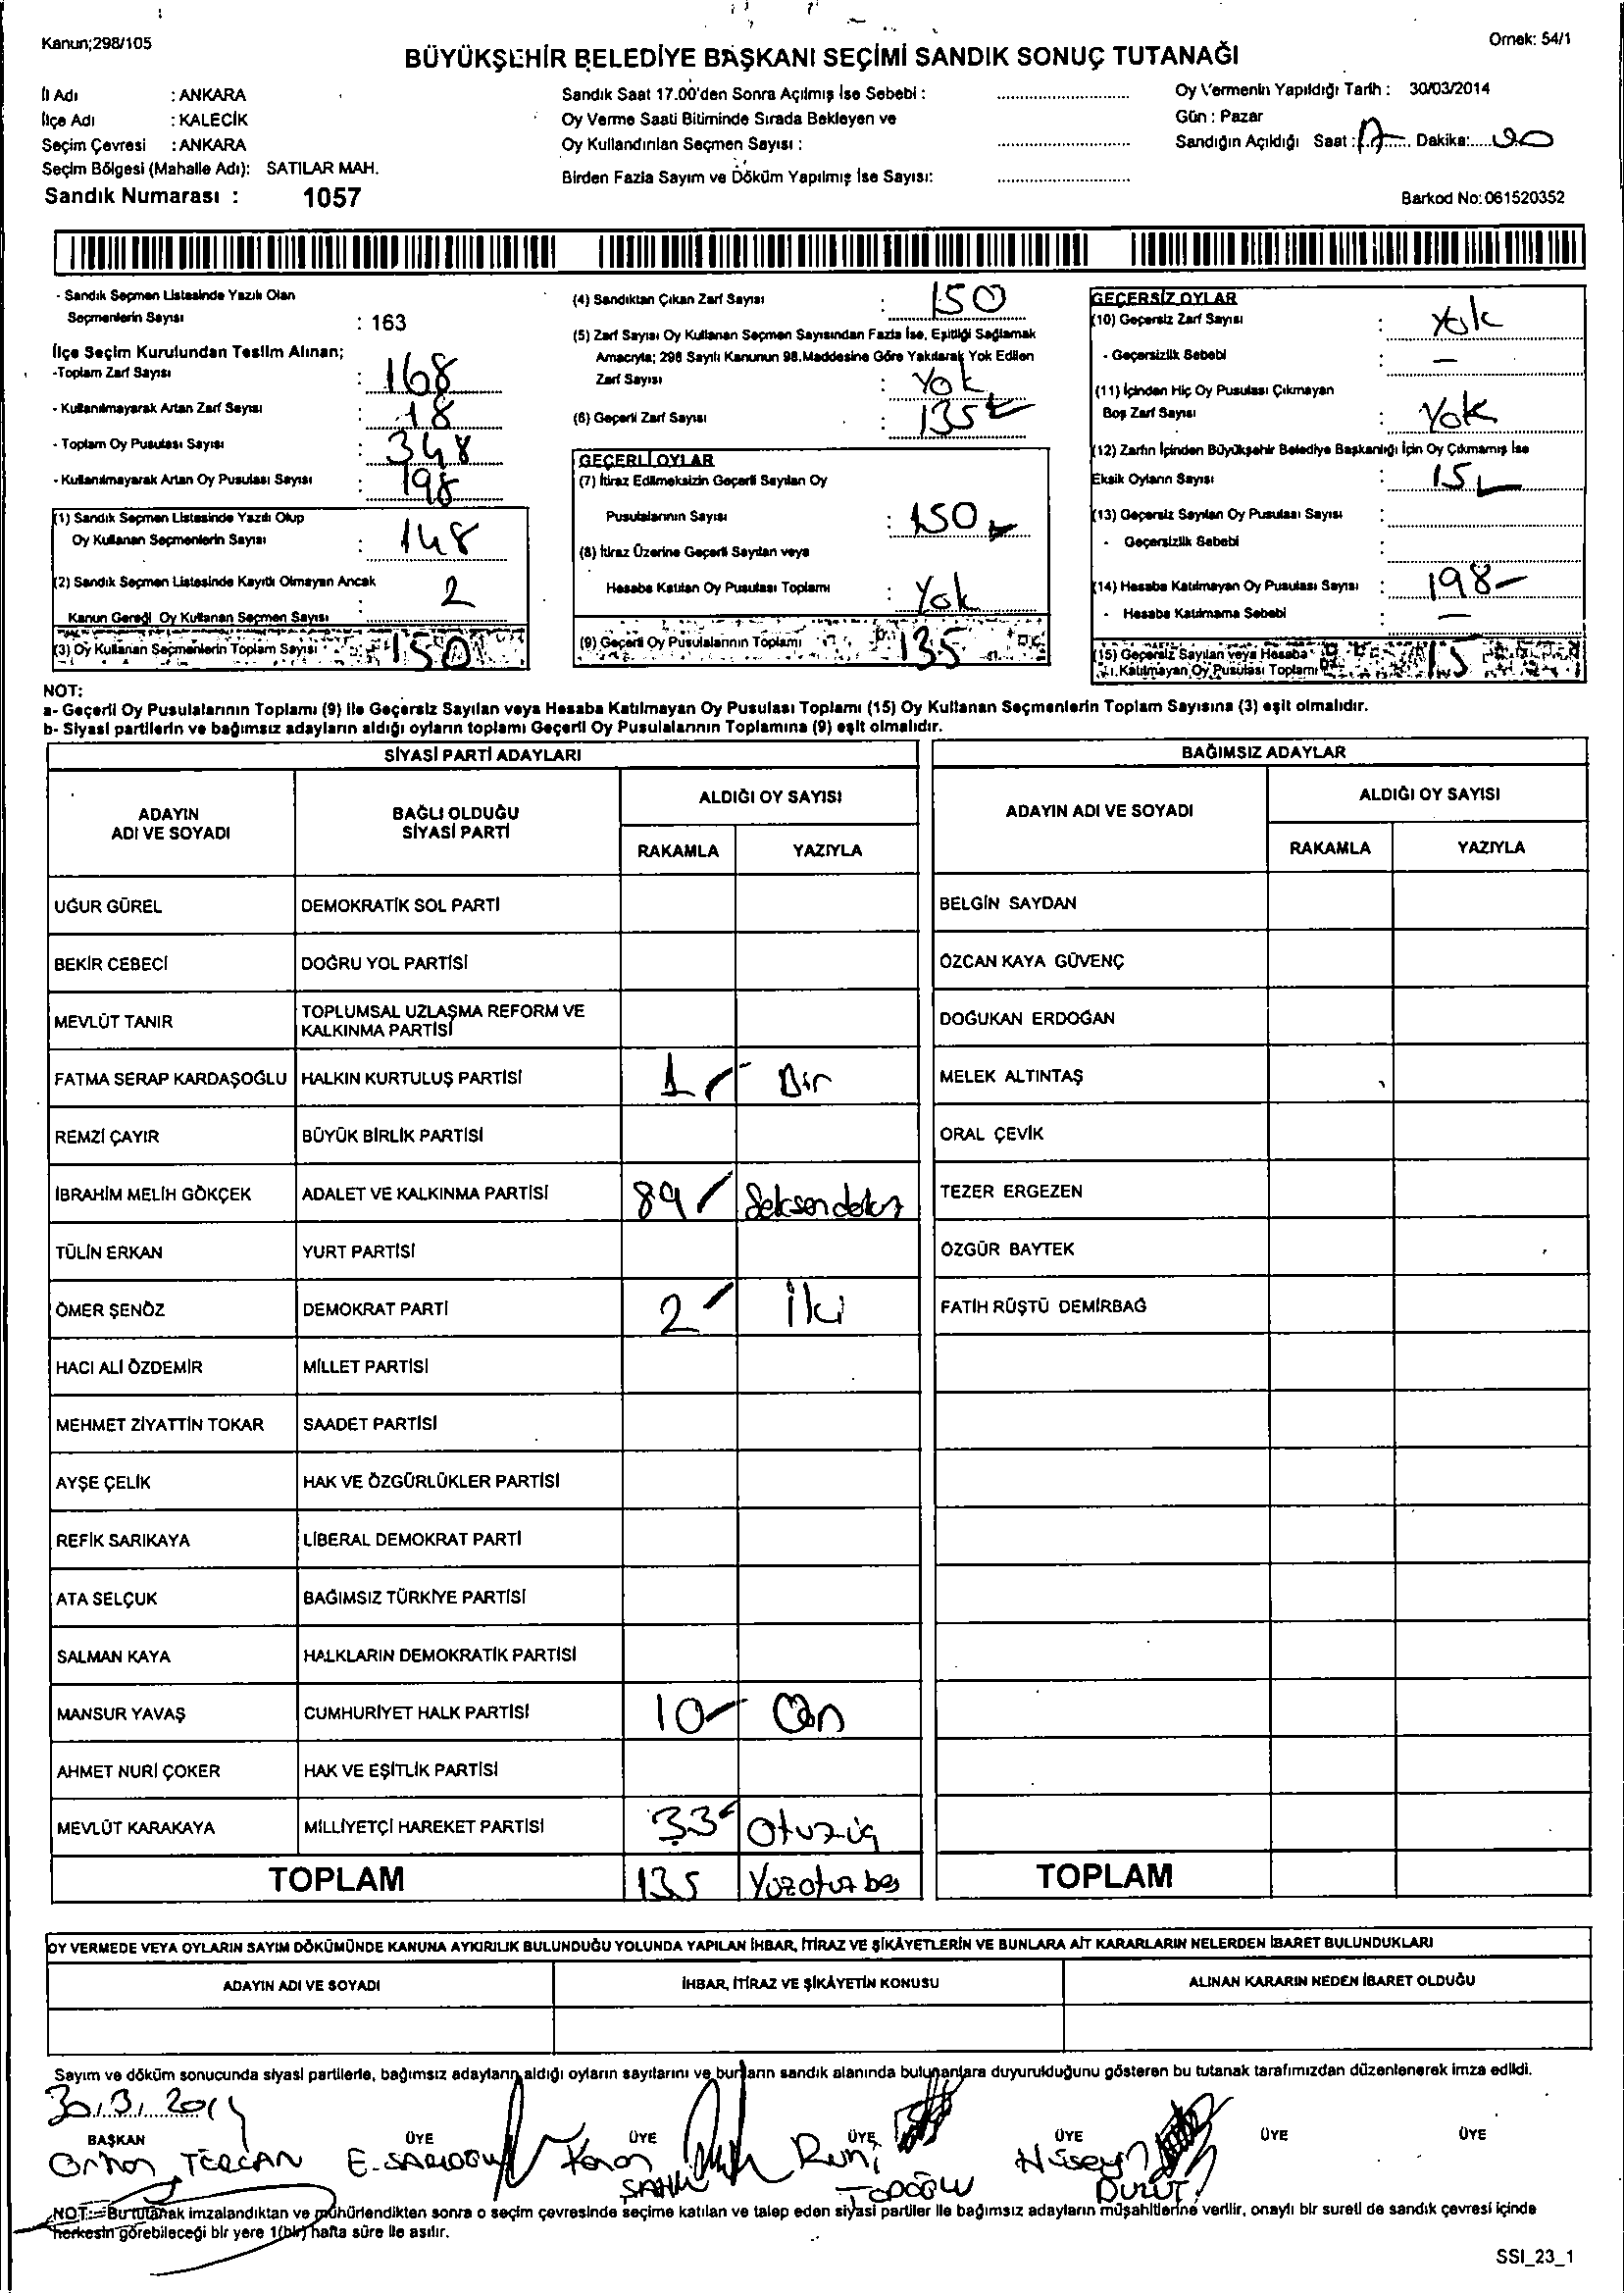 Kanun;298/105
Örnek: 54/1
BÜYÜKŞEHİR BELEDİYE BAŞKANI SEÇİMİ SANDIK SONUÇ TUTANAĞI
İl Adı : ANKARA
İlçe Adı : KALECİK
Seçim Çevresi : ANKARA
Seçim Bölgesi (Mahalle Adı): SATILAR MAH.
Sandık Numarası : 1057
Sandık Saat 17.00'den Sonra Açılmış İse Sebebi :
Oy Verme Saati Bitiminde Sırada Bekleyen ve
Oy Kullandırılan Seçmen Sayısı :
Birden Fazla Sayım ve Döküm Yapılmış İse Sayısı:
Oy Vermenin Yapıldığı Tarih : 30/03/2014
Gün : Pazar
Sandığın Açıldığı Saat : Dakika:
Barkod No:061520352
- Sandık Seçmen Listesinde Yazılı Olan
Seçmenlerin Sayısı : 163
İlçe Seçim Kurulundan Teslim Alınan;
-Toplam Zarf Sayısı : 168
- Kullanılmayarak Artan Zarf Sayısı : 18
- Toplam Oy Pusulası Sayısı : 348
- Kullanılmayarak Artan Oy Pusulası Sayısı : 198
(1) Sandık Seçmen Listesinde Yazılı Olup
Oy Kullanan Seçmenlerin Sayısı : 148
(2) Sandık Seçmen Listesinde Kayıtlı Olmayan Ancak
Kanun Gereği Oy Kullanan Seçmen Sayısı : 2
(3) Oy Kullanan Seçmenlerin Toplam Sayısı 150
(4) Sandıktan Çıkan Zarf Sayısı : 150
(5) Zarf Sayısı Oy Kullanan Seçmen Sayısından Fazla İse, Eşitliği Sağlamak
Amacıyla; 298 Sayılı Kanunun 98.Maddesine Göre Yakılarak Yok Edilen
Zarf Sayısı : Yok
(6) Geçerli Zarf Sayısı : 135
GEÇERLİ OYLAR
(7) İtiraz Edilmeksizin Geçerli Sayılan Oy
Pusulalarının Sayısı : 150
(8) İtiraz Üzerine Geçerli Sayılan veya
Hesaba Katılan Oy Pusulası Toplamı : Yok
(9) Geçerli Oy Pusulalarının Toplamı 135
GEÇERSİZ OYLAR
(10) Geçersiz Zarf Sayısı : Yok
- Geçersizlik Sebebi : —
(11) İçinden Hiç Oy Pusulası Çıkmayan
Boş Zarf Sayısı : Yok
(12) Zarfın İçinden Büyükşehir Belediye Başkanlığı İçin Oy Çıkmamış İse
Eksik Oyların Sayısı : 15
(13) Geçersiz Sayılan Oy Pusulası Sayısı :
- Geçersizlik Sebebi :
(14) Hesaba Katılmayan Oy Pusulası Sayısı : 198-
- Hesaba Katılmama Sebebi : —
(15) Geçersiz Sayılan veya Hesaba
Katılmayan Oy Pusulası Toplamı 15
NOT:
a- Geçerli Oy Pusulalarının Toplamı (9) ile Geçersiz Sayılan veya Hesaba Katılmayan Oy Pusulası Toplamı (15) Oy Kullanan Seçmenlerin Toplam Sayısına (3) eşit olmalıdır.
b- Siyasi partilerin ve bağımsız adayların aldığı oyların toplamı Geçerli Oy Pusulalarının Toplamına (9) eşit olmalıdır.
SİYASİ PARTİ ADAYLARI
ADAYIN ADI VE SOYADI
BAĞLI OLDUĞU SİYASİ PARTİ
ALDIĞI OY SAYISI
RAKAMLA YAZIYLA
UĞUR GÜREL DEMOKRATİK SOL PARTİ
BEKİR CEBECİ DOĞRU YOL PARTİSİ
MEVLÜT TANIR TOPLUMSAL UZLAŞMA REFORM VE
KALKINMA PARTİSİ
FATMA SERAP KARDAŞOĞLU HALKIN KURTULUŞ PARTİSİ 1 Bir
REMZİ ÇAYIR BÜYÜK BİRLİK PARTİSİ
İBRAHİM MELİH GÖKÇEK ADALET VE KALKINMA PARTİSİ 89 Seksendokuz
TÜLİN ERKAN YURT PARTİSİ
ÖMER ŞENÖZ DEMOKRAT PARTİ 2 İki
HACI ALİ ÖZDEMİR MİLLET PARTİSİ
MEHMET ZİYATTİN TOKAR SAADET PARTİSİ
AYŞE ÇELİK HAK VE ÖZGÜRLÜKLER PARTİSİ
REFİK SARIKAYA LİBERAL DEMOKRAT PARTİ
ATA SELÇUK BAĞIMSIZ TÜRKİYE PARTİSİ
SALMAN KAYA HALKLARIN DEMOKRATİK PARTİSİ
MANSUR YAVAŞ CUMHURİYET HALK PARTİSİ 10 On
AHMET NURİ ÇOKER HAK VE EŞİTLİK PARTİSİ
MEVLÜT KARAKAYA MİLLİYETÇİ HAREKET PARTİSİ 33 Otuzüç
TOPLAM 135 Yüzotuzbeş
BAĞIMSIZ ADAYLAR
ADAYIN ADI VE SOYADI
ALDIĞI OY SAYISI
RAKAMLA YAZIYLA
BELGİN SAYDAN
ÖZCAN KAYA GÜVENÇ
DOĞUKAN ERDOĞAN
MELEK ALTINTAŞ
ORAL ÇEVİK
TEZER ERGEZEN
ÖZGÜR BAYTEK
FATİH RÜŞTÜ DEMİRBAĞ
TOPLAM
OY VERMEDE VEYA OYLARIN SAYIM DÖKÜMÜNDE KANUNA AYKIRILIK BULUNDUĞU YOLUNDA YAPILAN İHBAR, İTİRAZ VE ŞİKÂYETLERİN VE BUNLARA AİT KARARLARIN NELERDEN İBARET BULUNDUKLARI
ADAYIN ADI VE SOYADI İHBAR, İTİRAZ VE ŞİKÂYETİN KONUSU ALINAN KARARIN NEDEN İBARET OLDUĞU
Sayım ve döküm sonucunda siyasi partilerle, bağımsız adayların aldığı oyların sayılarını ve bunların sandık alanında bulunanlara duyurulduğunu gösteren bu tutanak tarafımızdan düzenlenerek imza edildi.
30.3.2014
BAŞKAN ÜYE ÜYE ÜYE ÜYE ÜYE ÜYE
Orhan TERCAN Kenan ŞAHİN Hüseyin
NOT: Bu tutanak imzalandıktan ve mühürlendikten sonra o seçim çevresinde seçime katılan ve talep eden siyasi partiler ile bağımsız adayların müşahitlerine verilir, onaylı bir sureti de sandık çevresi içinde
herkesin görebileceği bir yere 1(bir) hafta süre ile asılır.
SSI_23_1